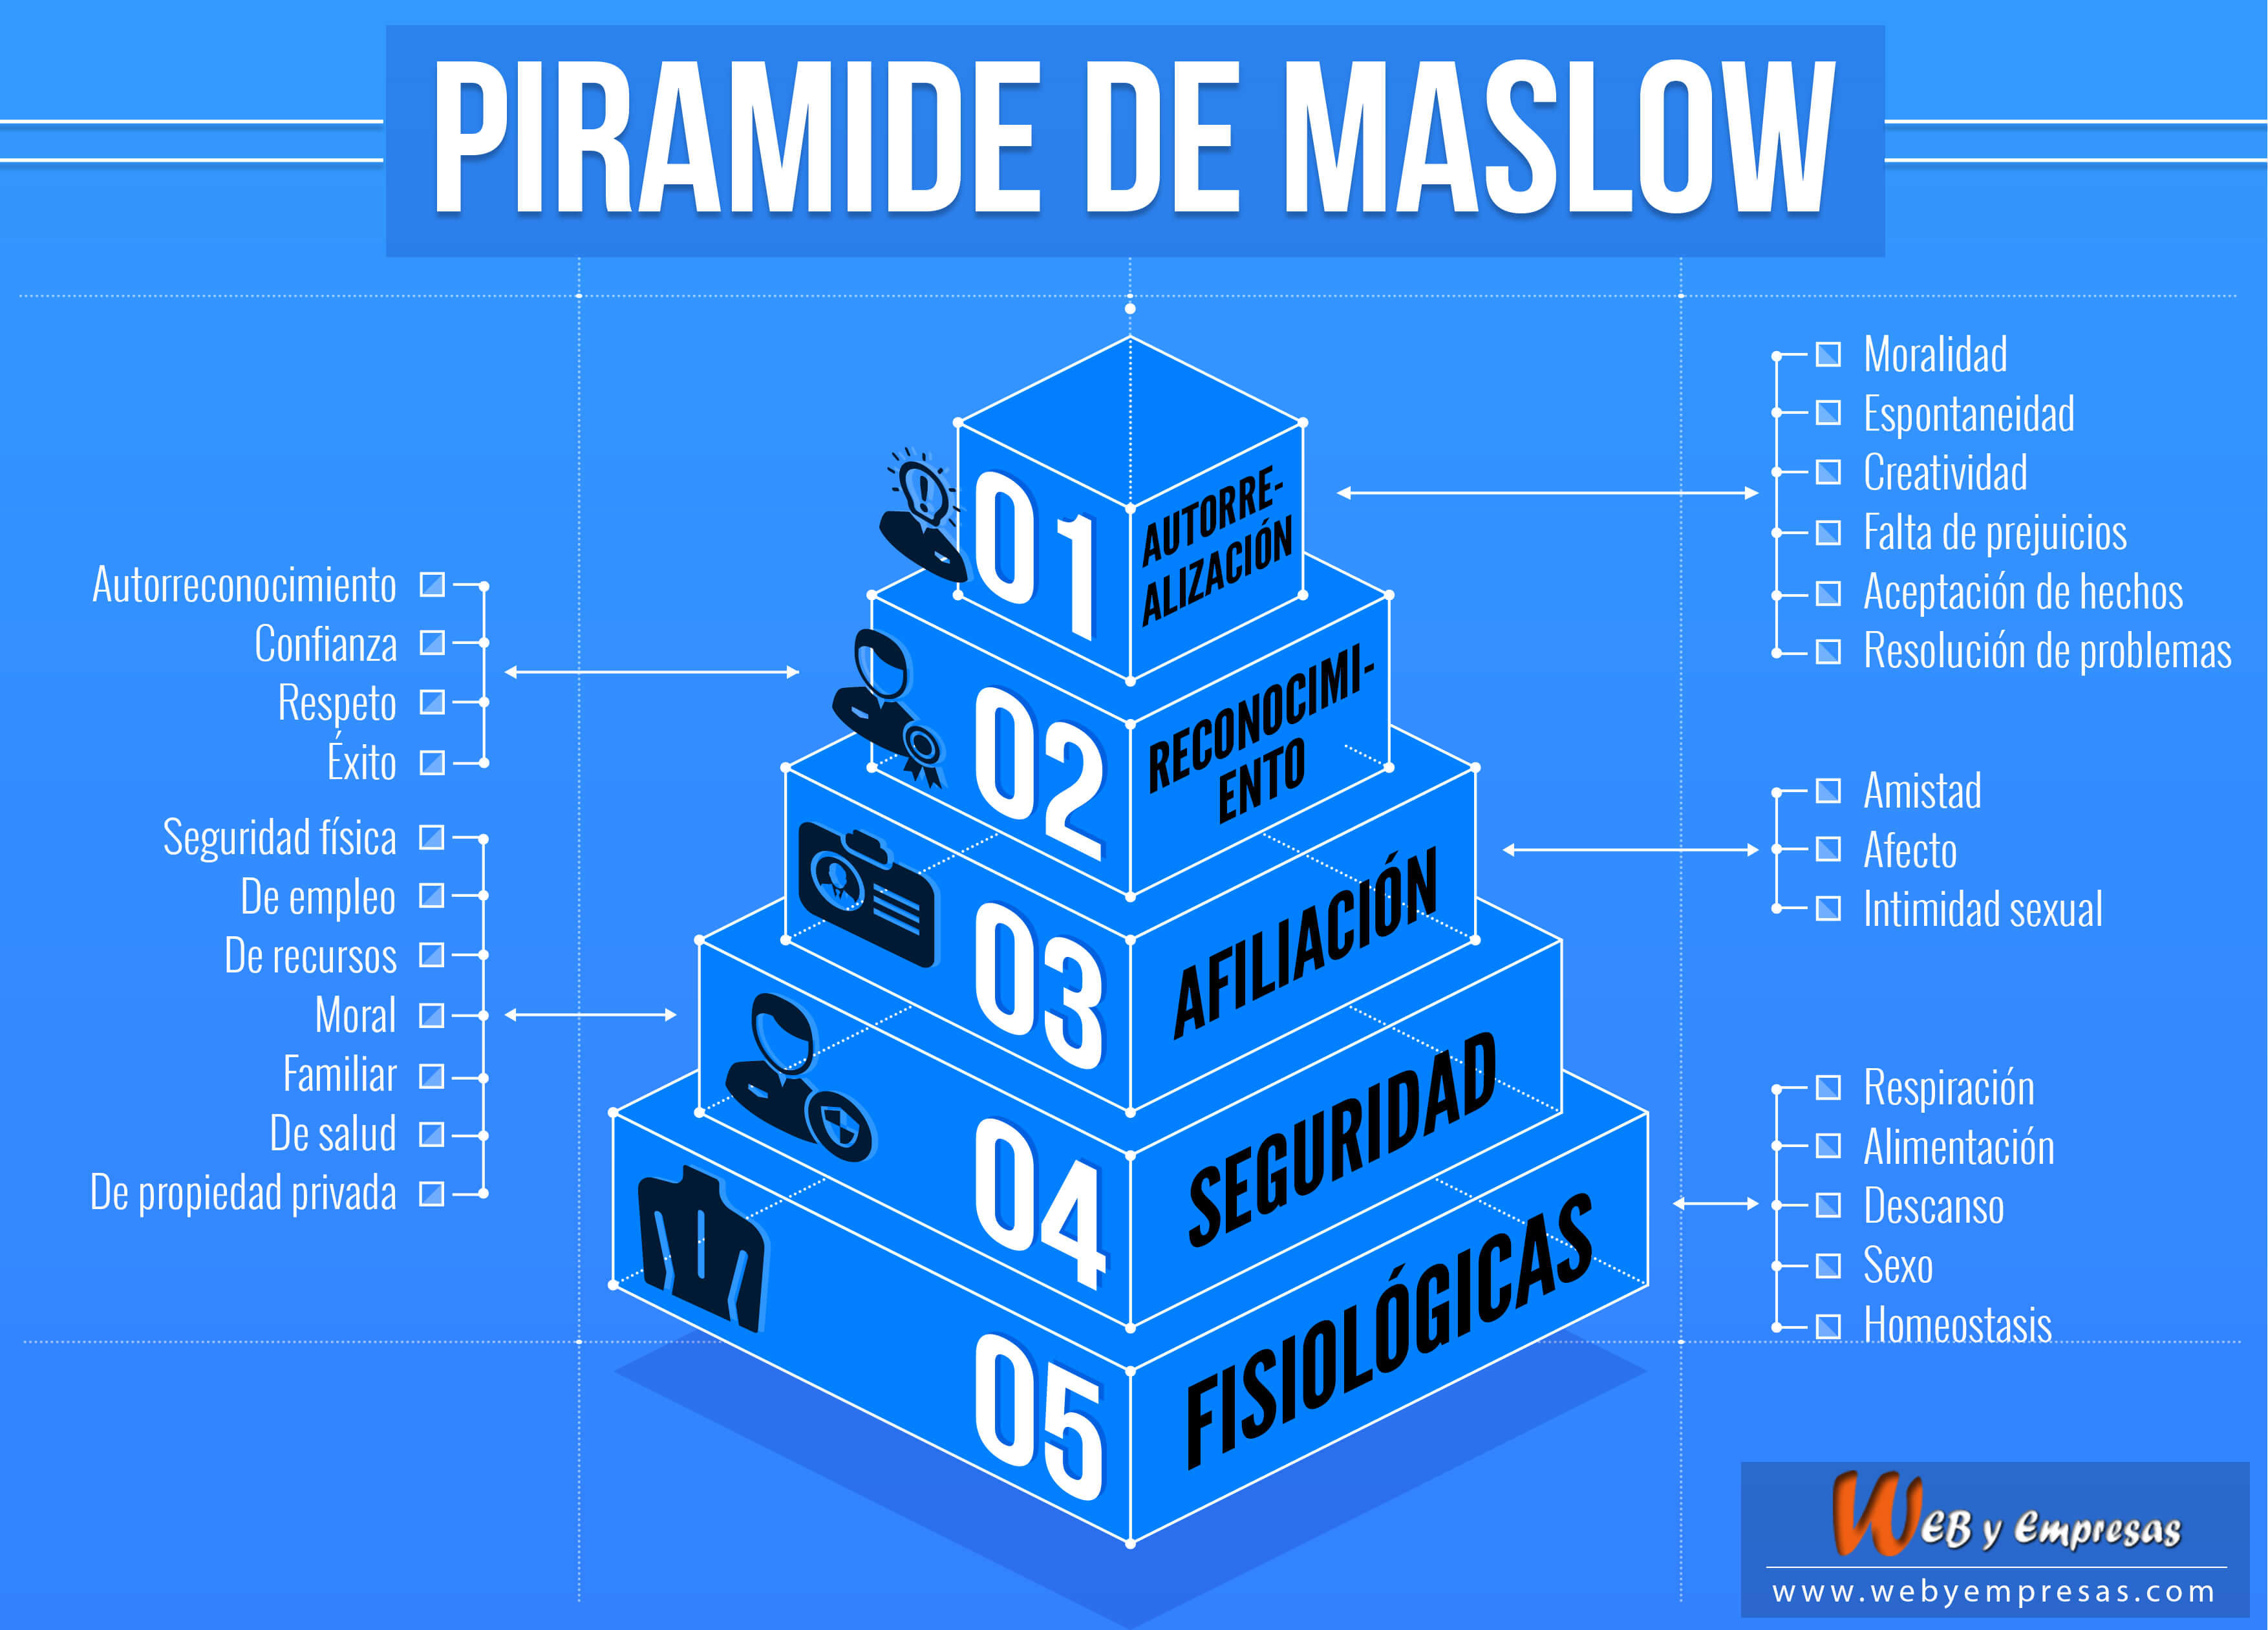 PIRAMIDE DE MASLOW
01
AUTORRE-
ALIZACIÓN
Moralidad
Espontaneidad
Creatividad
Falta de prejuicios
Aceptación de hechos
Resolución de problemas
Autorreconocimiento
Confianza
Respeto
Éxito
02
RECONOCIMI-
ENTO
03
AFILIACIÓN
Amistad
Afecto
Intimidad sexual
Seguridad física
De empleo
De recursos
Moral
Familiar
De salud
De propiedad privada
04
SEGURIDAD
05
FISIOLÓGICAS
Respiración
Alimentación
Descanso
Sexo
Homeostasis
WEB y Empresas
www.webyempresas.com